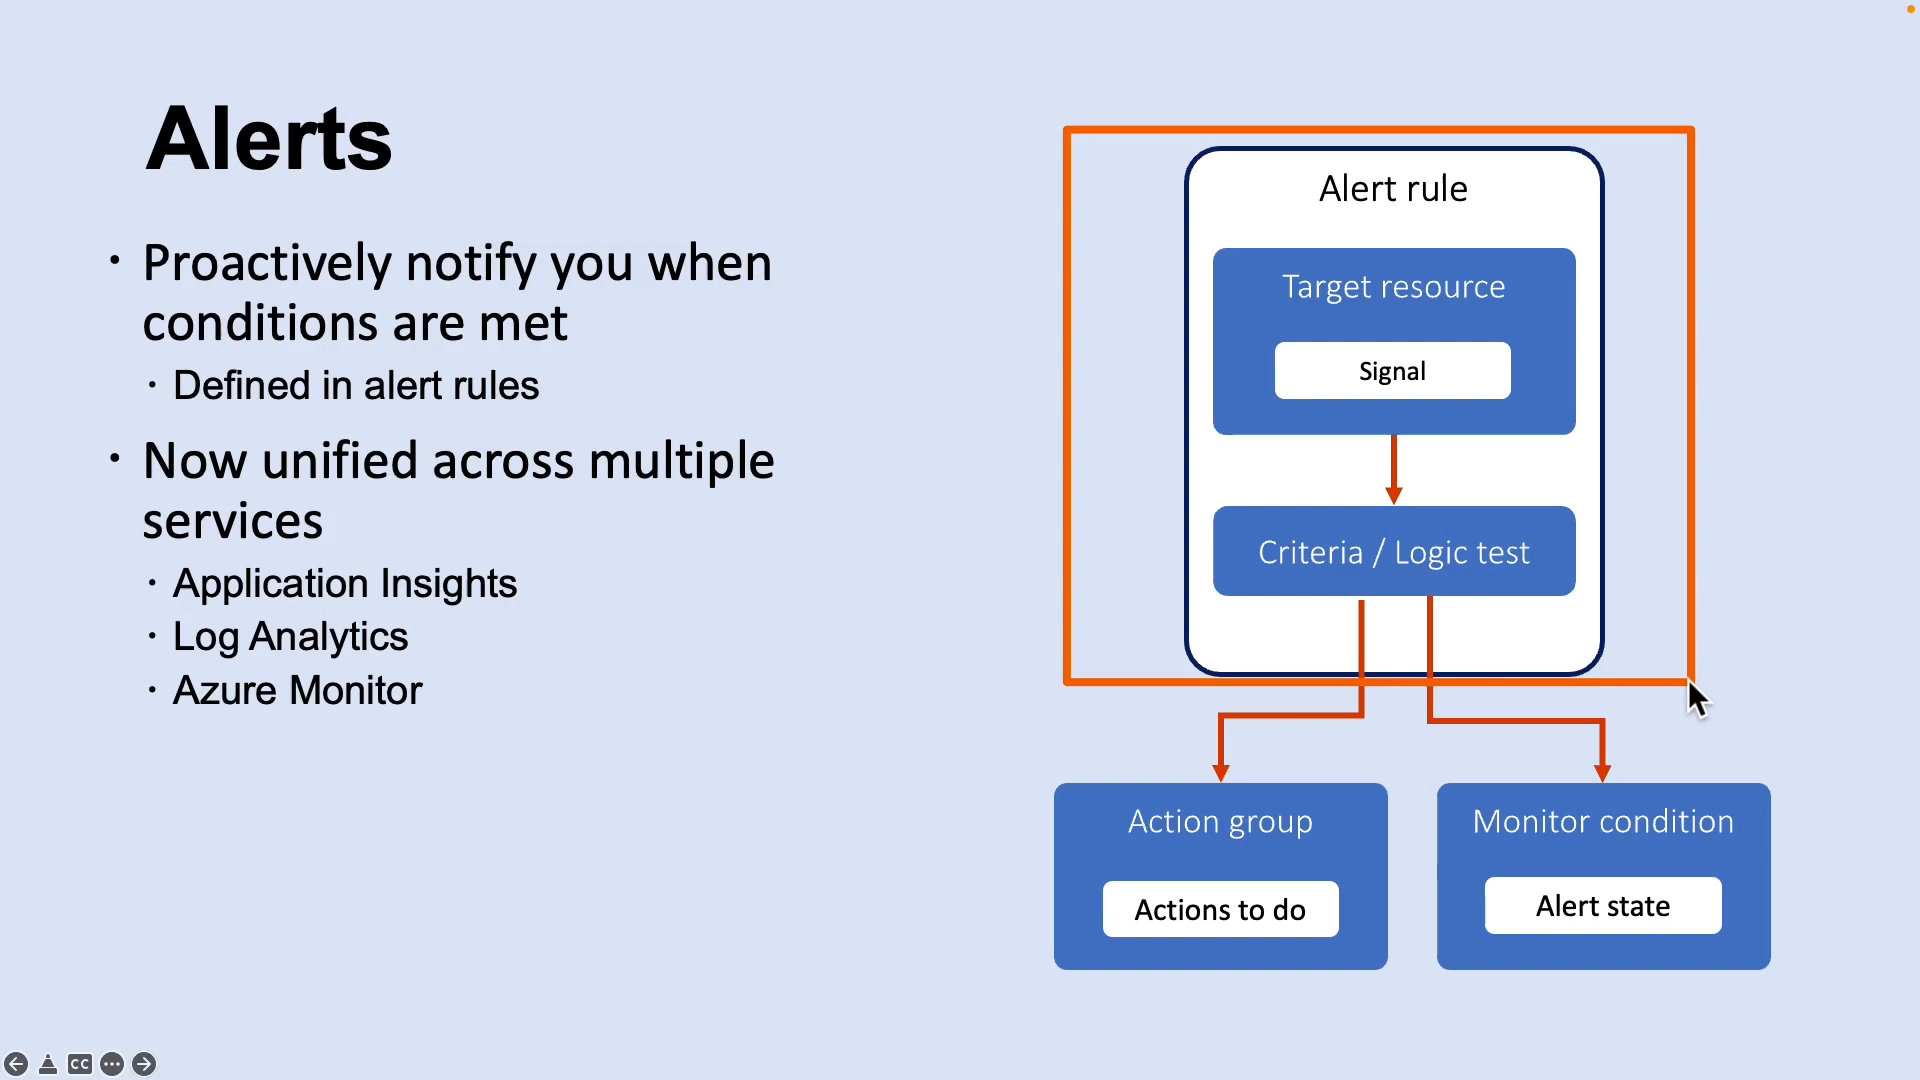 Alerts
· Proactively notify you when
conditions are met
· Defined in alert rules
· Now unified across multiple
services
· Application Insights
· Log Analytics
· Azure Monitor
Alert rule
Target resource
Signal
Criteria / Logic test
Action group
Actions to do
Monitor condition
Alert state
CC